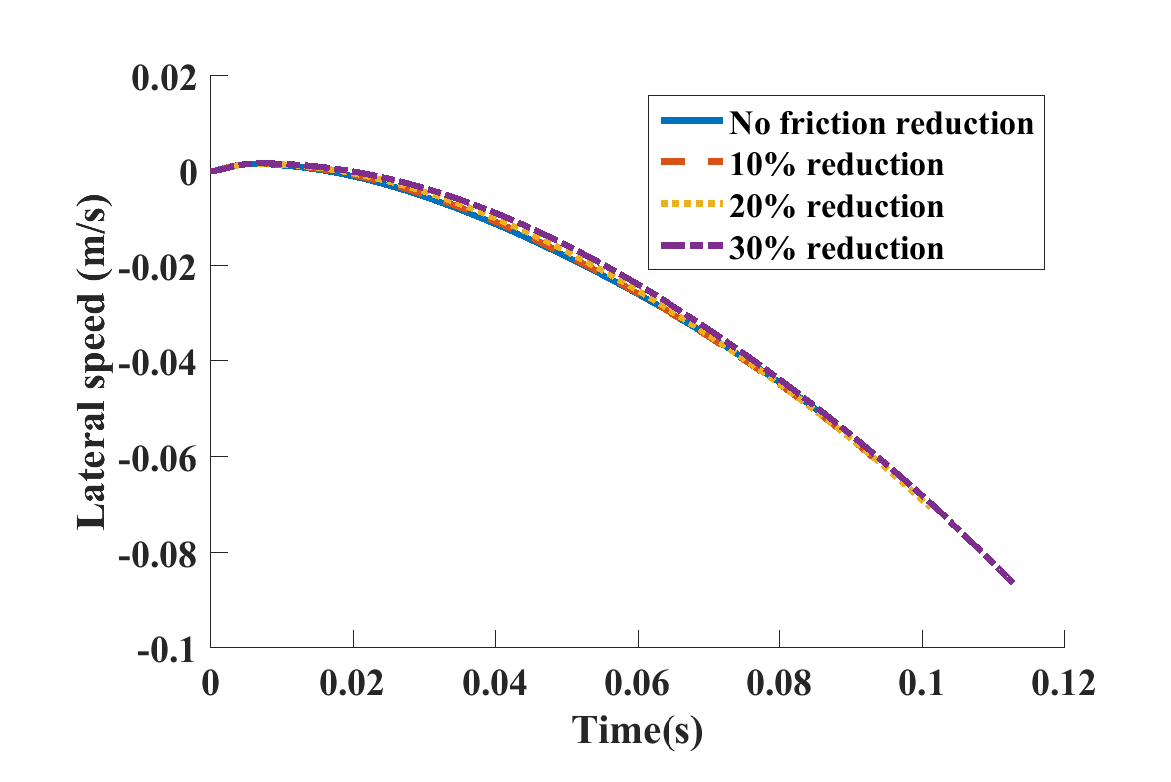 0.02
0
-0.02
-0.04
-0.06
-0.08
-0.1
Lateral speed (m/s)
No friction reduction
10% reduction
20% reduction
30% reduction
0 0.02 0.04 0.06 0.08 0.1 0.12
Time(s)